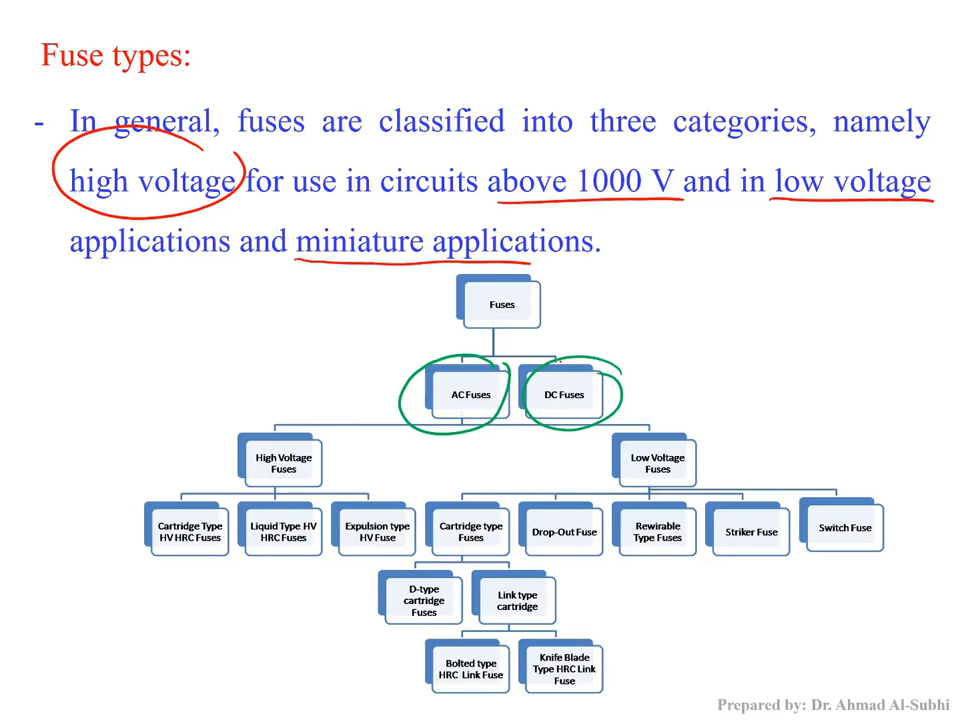 Fuse types:
- In general, fuses are classified into three categories, namely
high voltage for use in circuits above 1000 V and in low voltage
applications and miniature applications.
Fuses
AC Fuses
DC Fuses
High Voltage
Fuses
Low Voltage
Fuses
Cartridge Type
HV HRC Fuses
Liquid Type HV
HRC Fuses
Expulsion type
HV Fuse
Cartridge type
Fuses
Drop-Out Fuse
Rewirable
Type Fuses
Striker Fuse
Switch Fuse
D-type
cartridge
Fuses
Link type
cartridge
Bolted type
HRC Link Fuse
Knife Blade
Type HRC Link
Fuse
Prepared by: Dr. Ahmad Al-Subhi